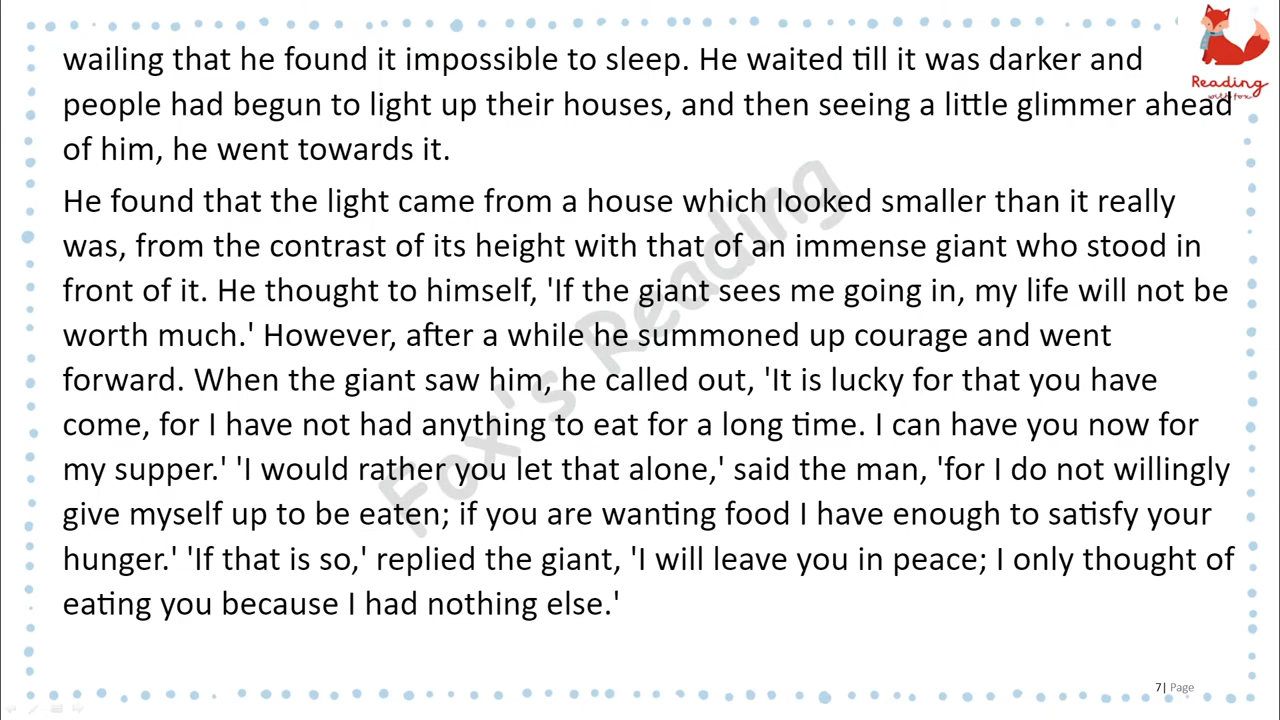 wailing that he found it impossible to sleep. He waited till it was darker and
people had begun to light up their houses, and then seeing a little glimmer ahead
of him, he went towards it.
He found that the light came from a house which looked smaller than it really
was, from the contrast of its height with that of an immense giant who stood in
front of it. He thought to himself, 'If the giant sees me going in, my life will not be
worth much.' However, after a while he summoned up courage and went
forward. When the giant saw him, he called out, 'It is lucky for that you have
come, for I have not had anything to eat for a long time. I can have you now for
my supper.' 'I would rather you let that alone,' said the man, 'for I do not willingly
give myself up to be eaten; if you are wanting food I have enough to satisfy your
hunger.' 'If that is so,' replied the giant, 'I will leave you in peace; I only thought of
eating you because I had nothing else.'
Reading
with fox
Fox's Reading
7| Page